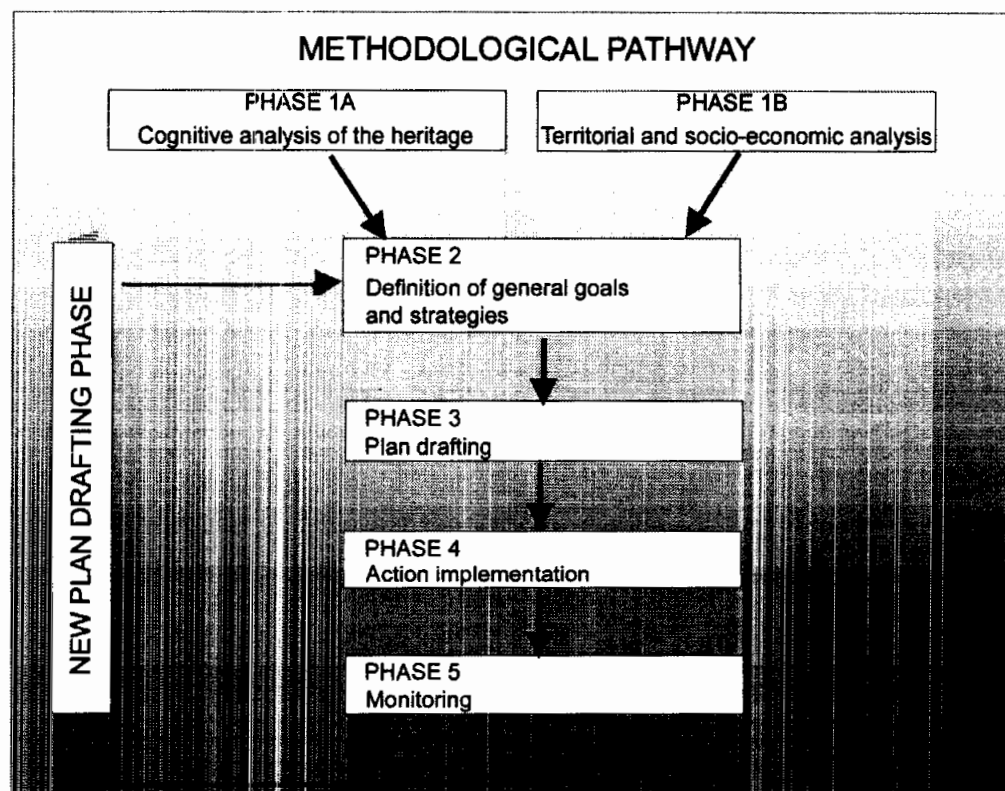 METHODOLOGICAL PATHWAY
PHASE 1A
Cognitive analysis of the heritage
PHASE 1B
Territorial and socio-economic analysis
NEW PLAN DRAFTING PHASE
PHASE 2
Definition of general goals
and strategies
PHASE 3
Plan drafting
PHASE 4
Action implementation
PHASE 5
Monitoring